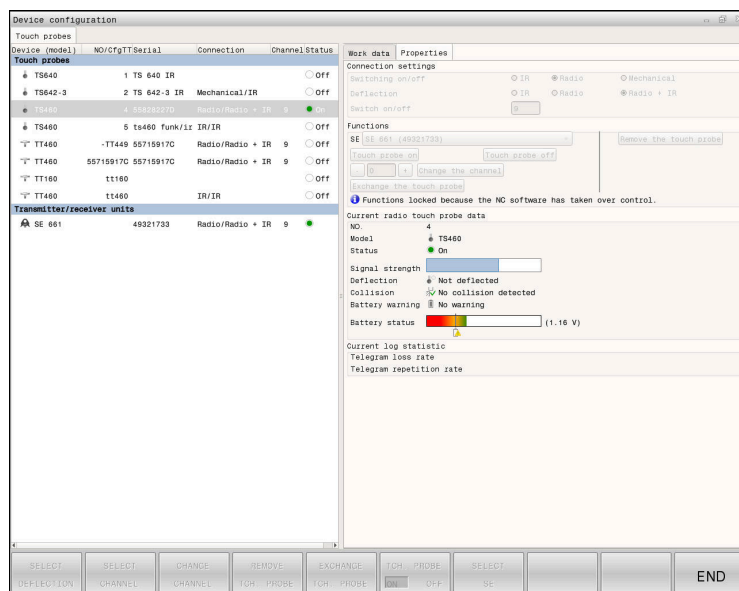 Device configuration
Touch probes
Device (model) NO/CfgTT Serial Connection Channel Status
Touch probes
TS640 1 TS 640 IR Off
TS642-3 2 TS 642-3 IR Mechanical/IR Off
TS460 4 Radio/Radio + IR 9 On
TS460 5 ts460 funk/ir IR/IR Off
TT460 -TT449 55715917C Radio/Radio + IR 9 Off
TT460 55715917C 55715917C Radio/Radio + IR 9 Off
TT160 tt160 Off
TT460 tt460 IR/IR Off
Transmitter/receiver units
SE 661 49321733 Radio/Radio + IR 9
Work data Properties
Connection settings
Switching on/off IR Radio Mechanical
Deflection IR Radio Radio + IR
Switch on/off 9
Functions
SE SE 661 (49321733) Remove the touch probe
Touch probe on Touch probe off
- 0 + Change the channel
Exchange the touch probe
Functions locked because the NC software has taken over control.
Current radio touch probe data
NO. 4
Model TS460
Status On
Signal strength
Deflection Not deflected
Collision No collision detected
Battery warning No warning
Battery status (1.16 V)
Current log statistic
Telegram loss rate
Telegram repetition rate
SELECT DEFLECTION
SELECT CHANNEL
CHANGE CHANNEL
REMOVE TCH. PROBE
EXCHANGE TCH. PROBE
TCH. PROBE ON OFF
SELECT SE
END